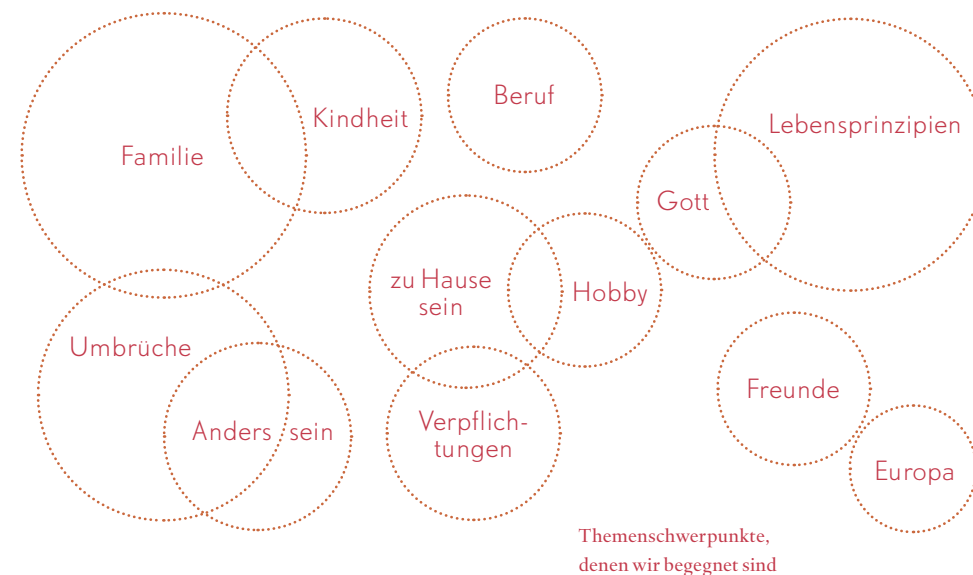 Beruf
Kindheit
Lebensprinzipien
Familie
Gott
zu Hause
sein
Hobby
Umbrüche
Freunde
Anders sein
Verpflich-
tungen
Europa
Themenschwerpunkte,
denen wir begegnet sind